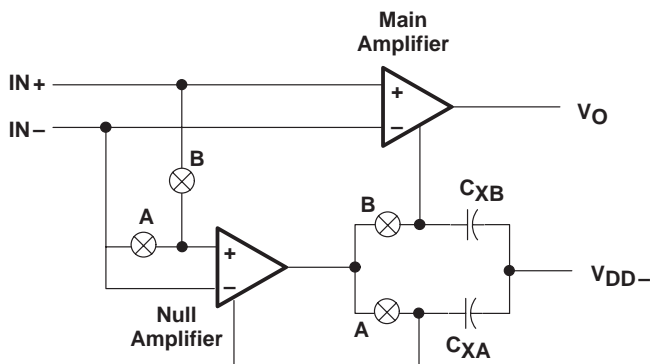 Main
Amplifier
IN+
+
IN−
−
VO
B
A
B
CXB
+
−
VDD−
Null
Amplifier
A
CXA